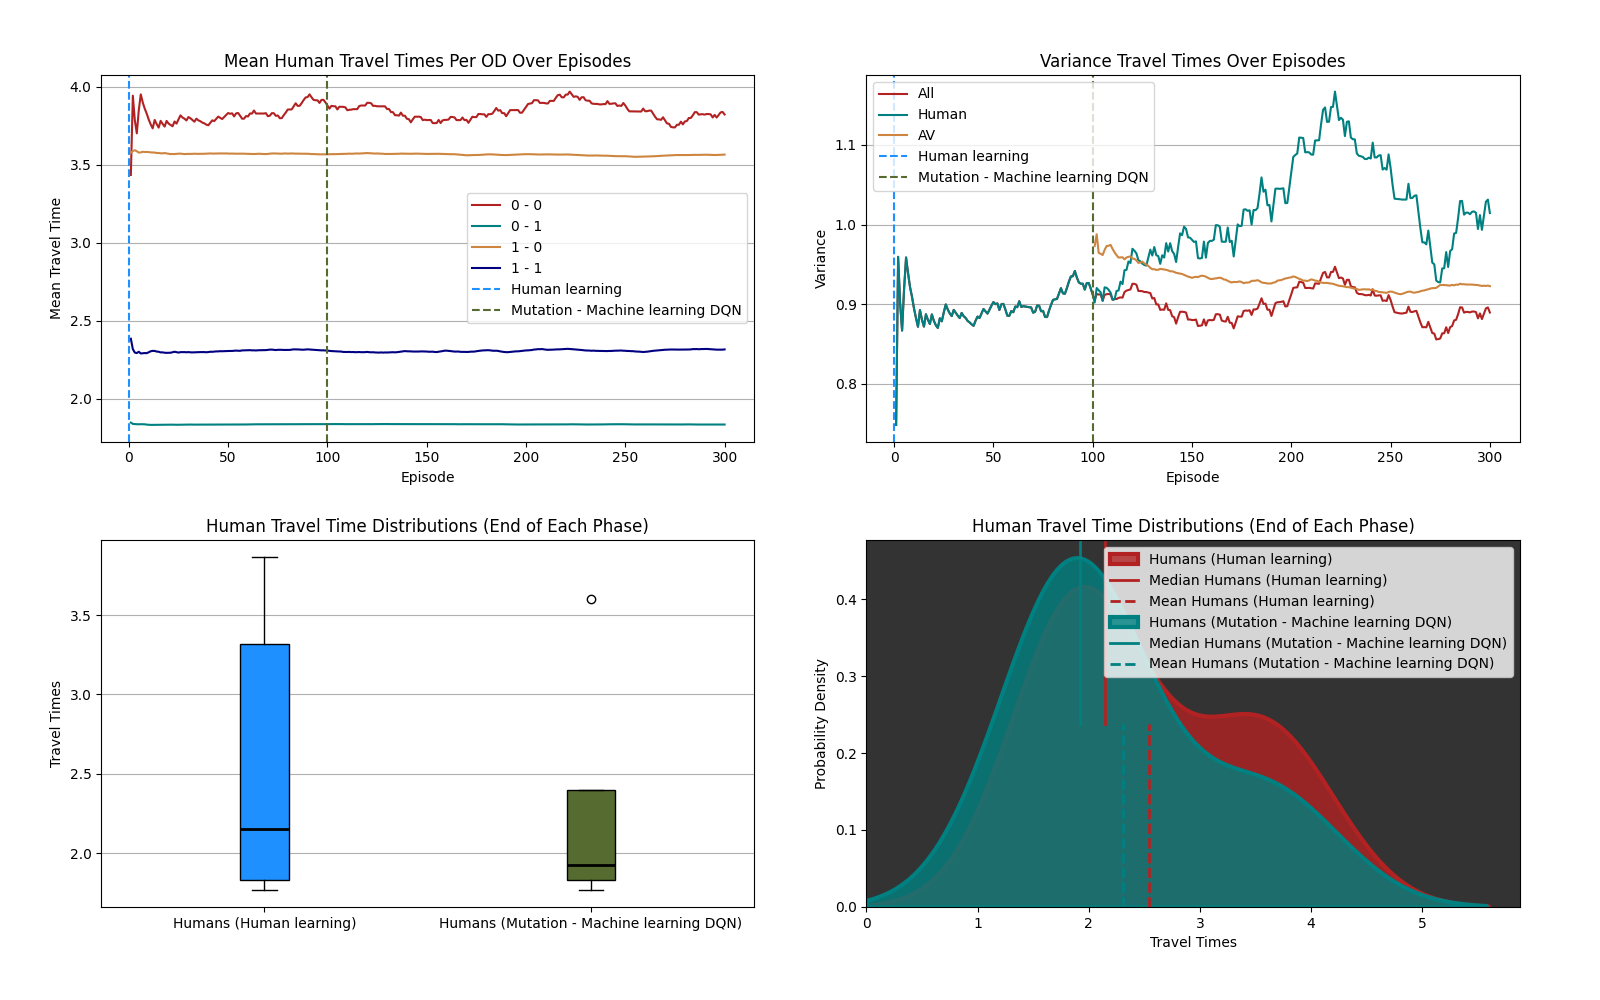 Mean Human Travel Times Per OD Over Episodes
Mean Travel Time
4.0
3.5
3.0
2.5
2.0
0 - 0
0 - 1
1 - 0
1 - 1
Human learning
Mutation - Machine learning DQN
0 50 100 150 200 250 300
Episode
Variance Travel Times Over Episodes
Variance
1.1
1.0
0.9
0.8
All
Human
AV
Human learning
Mutation - Machine learning DQN
0 50 100 150 200 250 300
Episode
Human Travel Time Distributions (End of Each Phase)
Travel Times
3.5
3.0
2.5
2.0
Humans (Human learning) Humans (Mutation - Machine learning DQN)
Human Travel Time Distributions (End of Each Phase)
Probability Density
0.4
0.3
0.2
0.1
0.0
Humans (Human learning)
Median Humans (Human learning)
Mean Humans (Human learning)
Humans (Mutation - Machine learning DQN)
Median Humans (Mutation - Machine learning DQN)
Mean Humans (Mutation - Machine learning DQN)
0 1 2 3 4 5
Travel Times